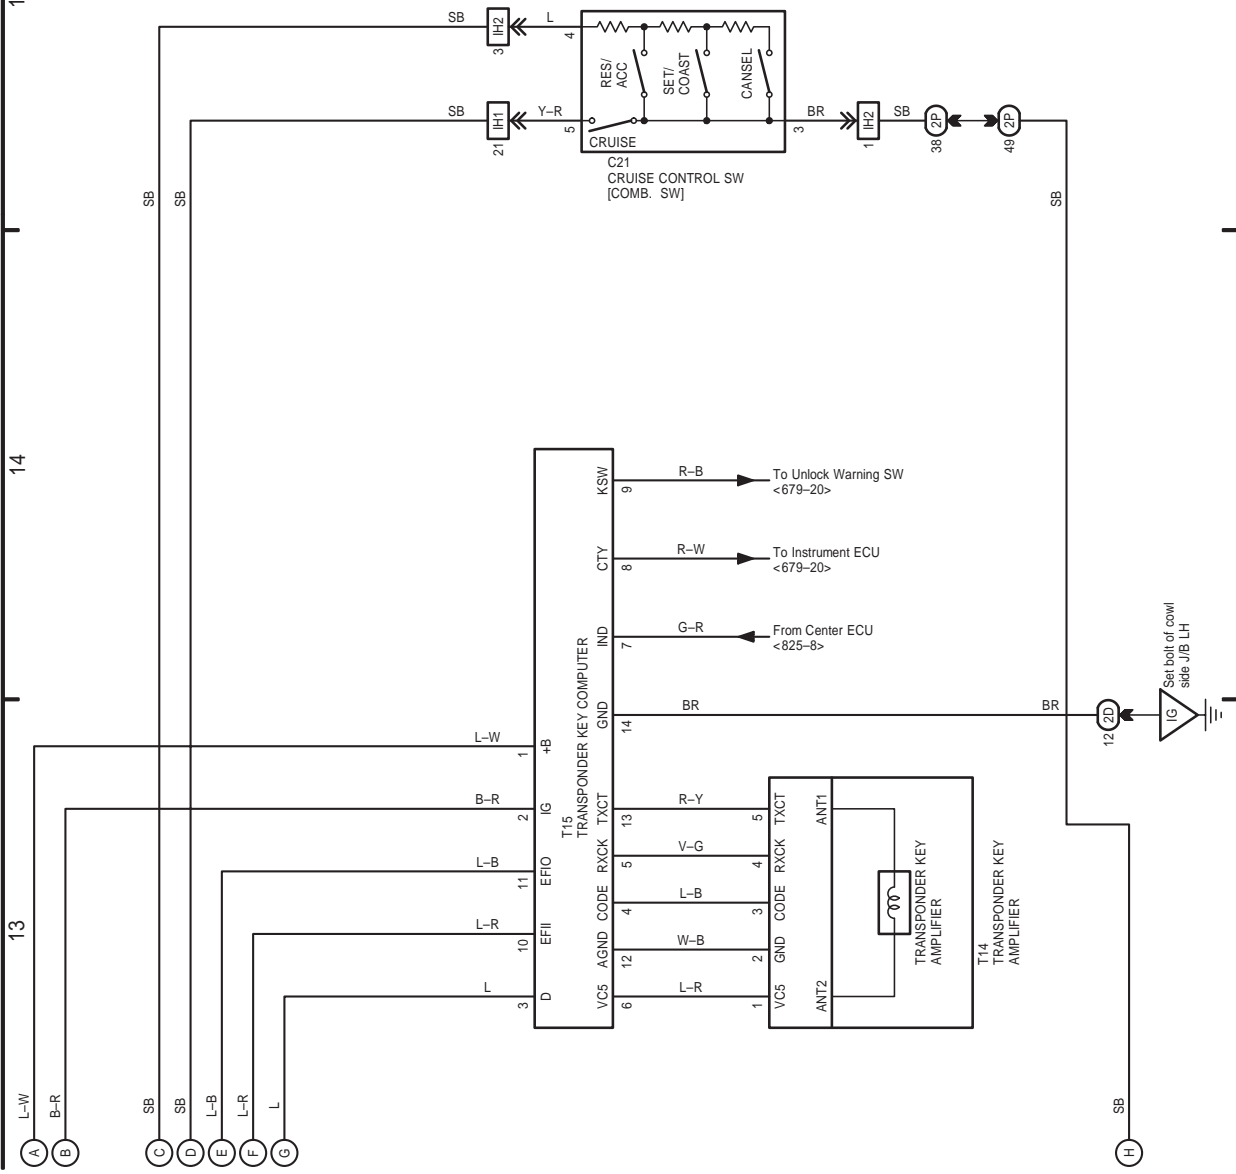 SB
IH2
3
L
4
RES/
ACC
SET/
COAST
CANSEL
SB
IH1
21
Y–R
5
CRUISE
3
BR
IH2
1
SB
2P
38
2P
49
C21
CRUISE CONTROL SW
[COMB. SW]
SB
SB
SB
14
KSW
9
R–B
To Unlock Warning SW
<679–20>
CTY
8
R–W
To Instrument ECU
<679–20>
IND
7
G–R
From Center ECU
<825–8>
T15
TRANSPONDER KEY COMPUTER
GND
14
BR
BR
2D
12
IG
Set bolt of cowl
side J/B LH
L–W
1
+B
B–R
2
IG
L–B
11
EFIO
L–R
10
EFII
L
3
D
TXCT
13
R–Y
5
TXCT
RXCK
5
V–G
4
RXCK
CODE
4
L–B
3
CODE
AGND
12
W–B
2
GND
VC5
6
L–R
1
VC5
ANT1
ANT2
TRANSPONDER KEY
AMPLIFIER
T14
TRANSPONDER KEY
AMPLIFIER
13
L–W
B–R
SB
SB
L–B
L–R
L
SB
A
B
C
D
E
F
G
H